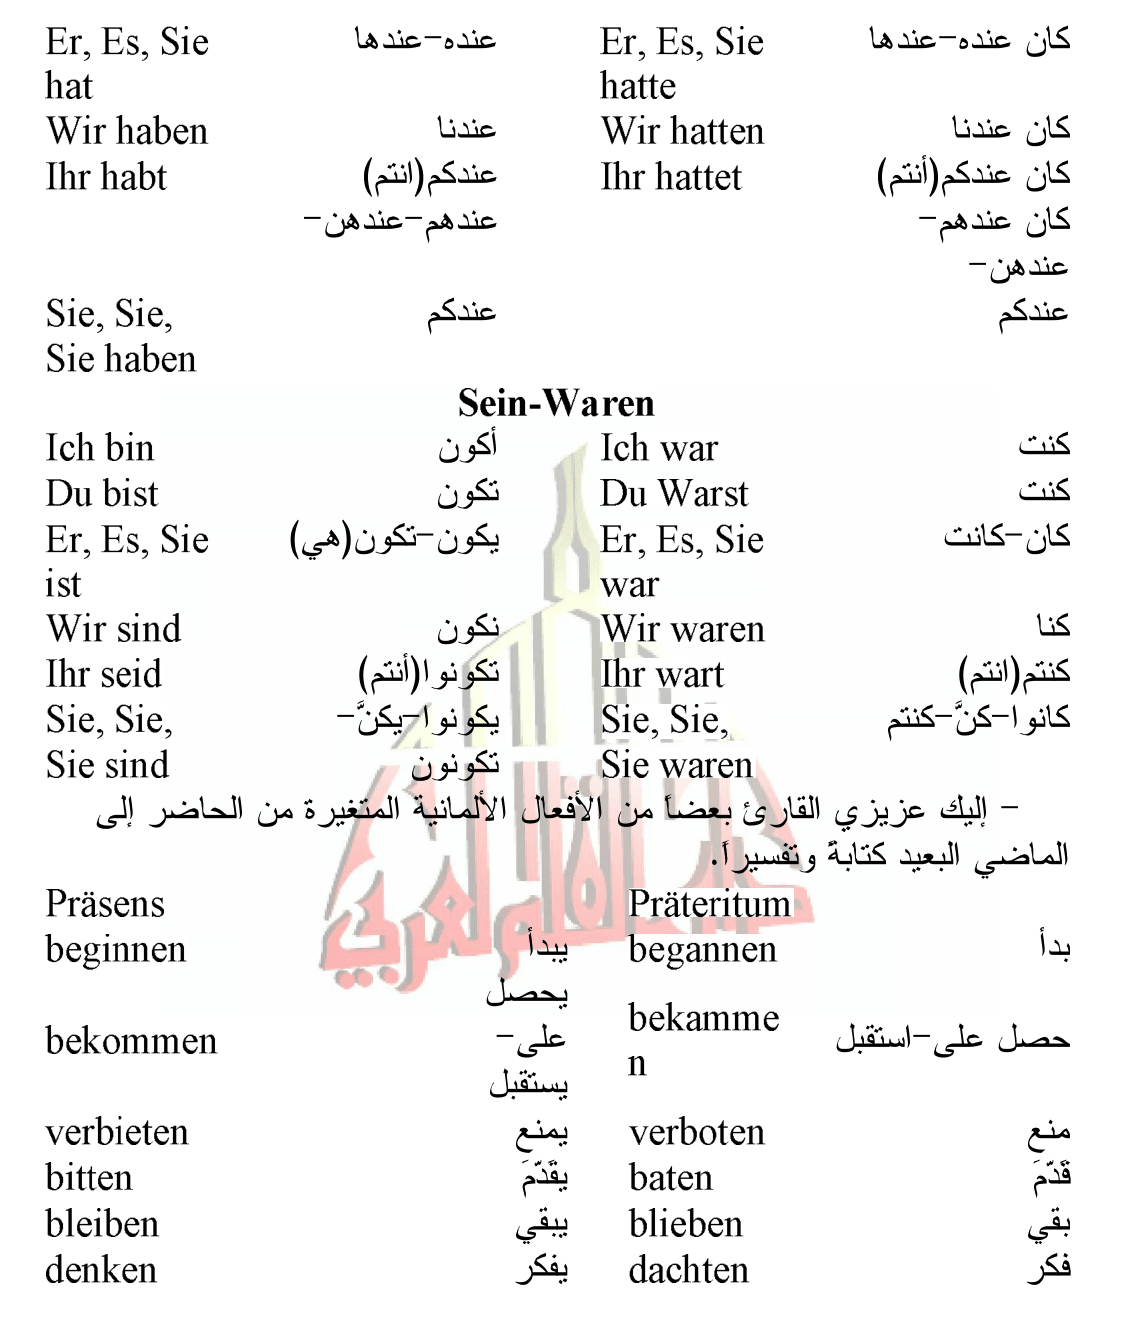 Er, Es, Sie عنده-عندها Er, Es, Sie كان عنده-عندها
hat hatte
Wir haben عندنا Wir hatten كان عندنا
Ihr habt عندكم(انتم) Ihr hattet كان عندكم(أنتم)
عندهم-عندهن- كان عندهم-
عندهن-
Sie, Sie, عندكم عندكم
Sie haben
Sein-Waren
Ich bin أكون Ich war كنت
Du bist تكون Du Warst كنت
Er, Es, Sie يكون-تكون(هي) Er, Es, Sie كان-كانت
ist war
Wir sind نكون Wir waren كنا
Ihr seid تكونوا(أنتم) Ihr wart كنتم(انتم)
Sie, Sie, يكونوا-يكنَّ- Sie, Sie, كانوا-كنَّ-كنتم
Sie sind تكونون Sie waren
- إليك عزيزي القارئ بعضاً من الأفعال الألمانية المتغيرة من الحاضر إلى
الماضي البعيد كتابةً وتفسيراً.
Präsens Präteritum
beginnen يبدأ begannen بدأ
يحصل
bekommen على- bekamme حصل على-استقبل
يستقبل n
verbieten يمنع verboten منع
bitten يقَدّمَ baten قَدّمَ
bleiben يبقي blieben بقي
denken يفكر dachten فكر